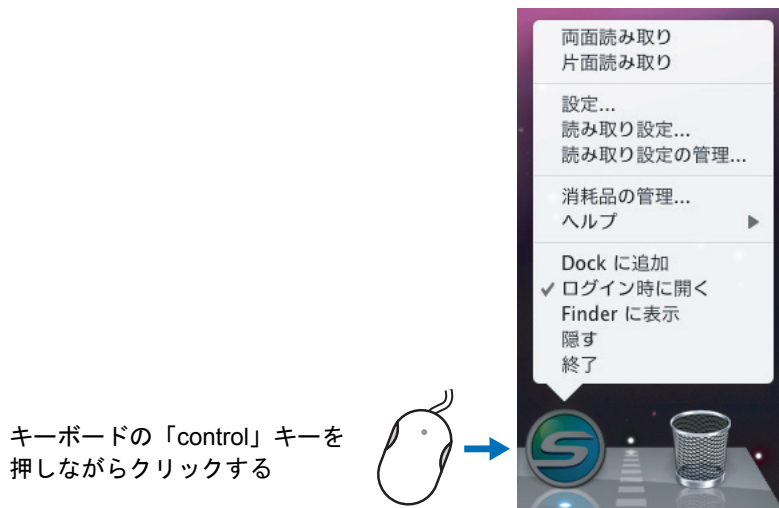 両面読み取り
片面読み取り
設定...
読み取り設定...
読み取り設定の管理...
消耗品の管理...
ヘルプ
Dock に追加
ログイン時に開く
Finder に表示
隠す
終了
キーボードの「control」キーを
押しながらクリックする